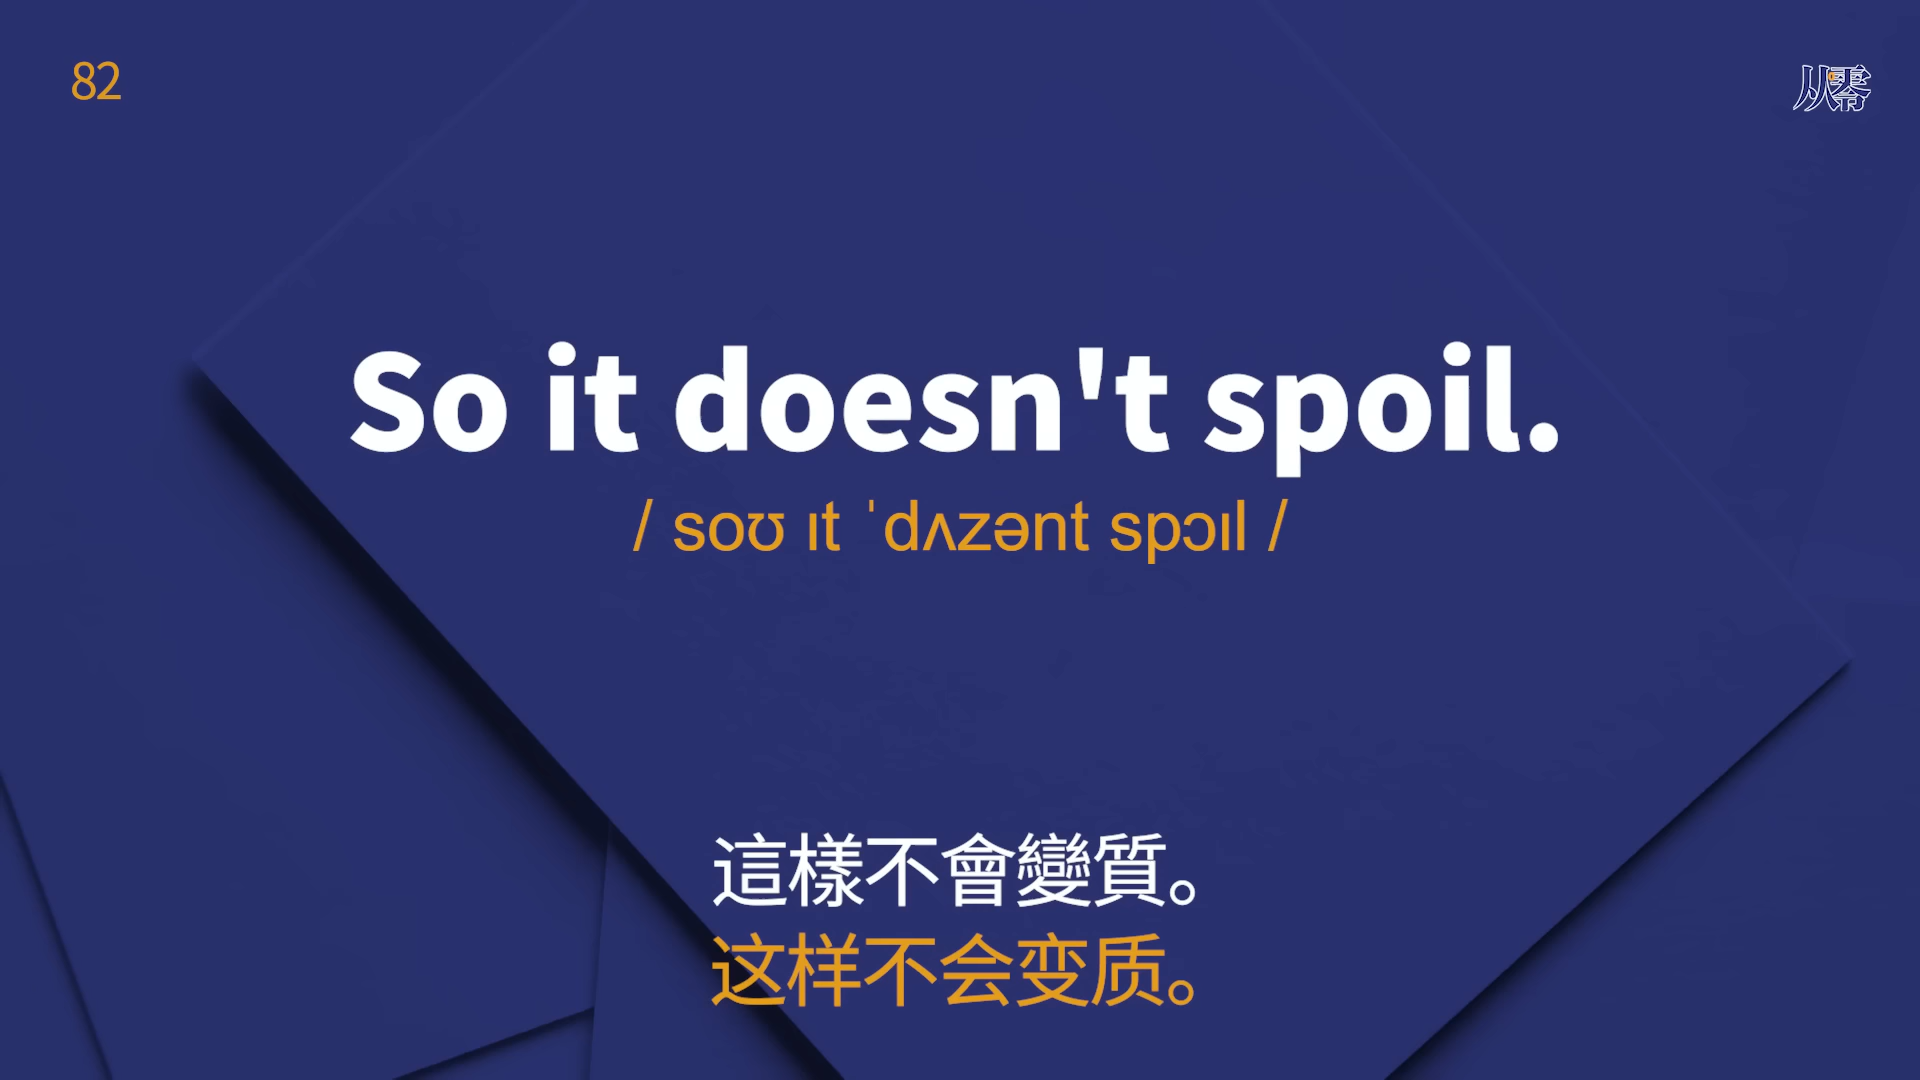 82
从零
So it doesn't spoil.
/ soʊ ɪt ˈdʌzənt spɔɪl /
這樣不會變質。
这样不会变质。